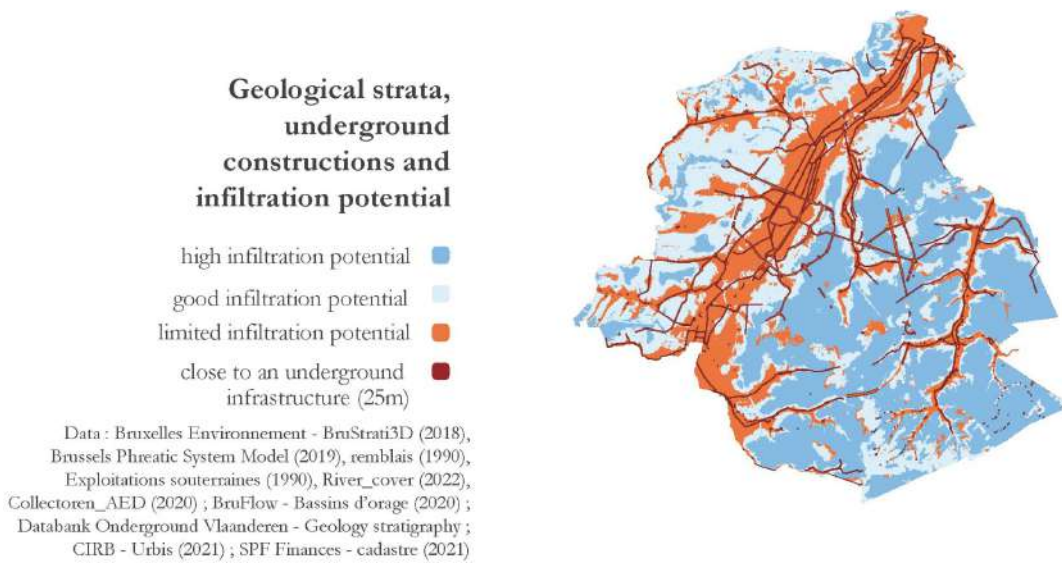 Geological strata,
underground
constructions and
infiltration potential
high infiltration potential
good infiltration potential
limited infiltration potential
close to an underground
infrastructure (25m)
Data : Bruxelles Environnement - BruStrati3D (2018),
Brussels Phreatic System Model (2019), remblais (1990),
Exploitations souterraines (1990), River_cover (2022),
Collectoren_AED (2020) ; BruFlow - Bassins d'orage (2020) ;
Databank Onderground Vlaanderen - Geology stratigraphy ;
CIRB - Urbis (2021) ; SPF Finances - cadastre (2021)